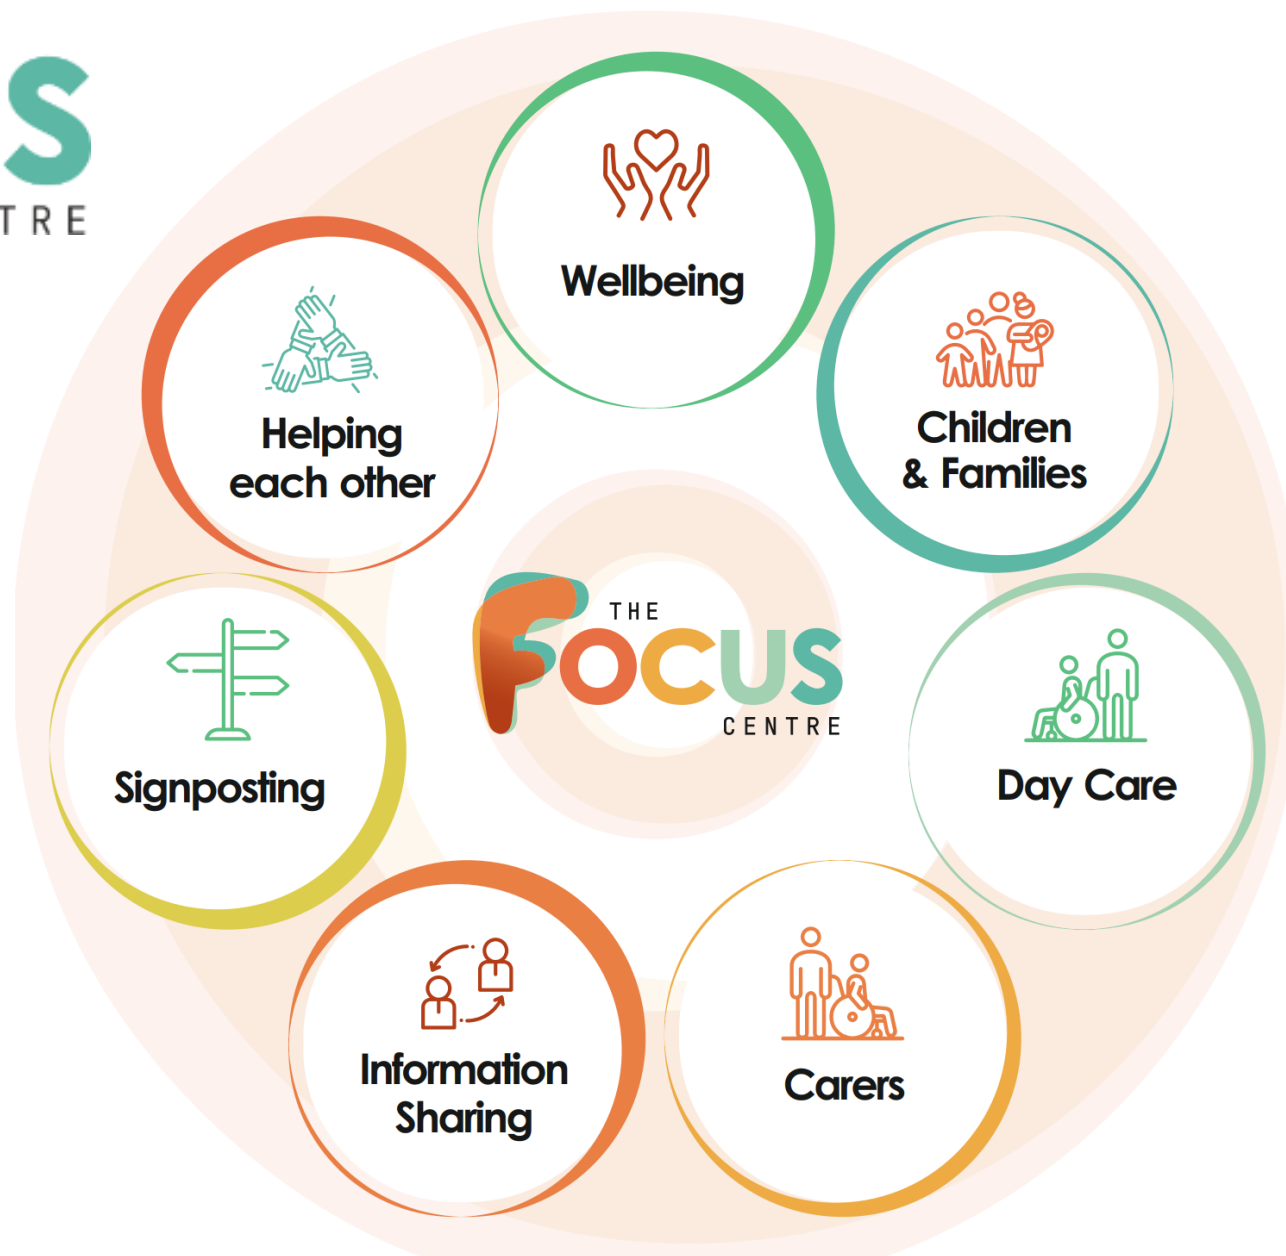 S
TRE
Wellbeing
Children
& Families
Day Care
Carers
Information
Sharing
Signposting
Helping
each other
THE
FOCUS
CENTRE